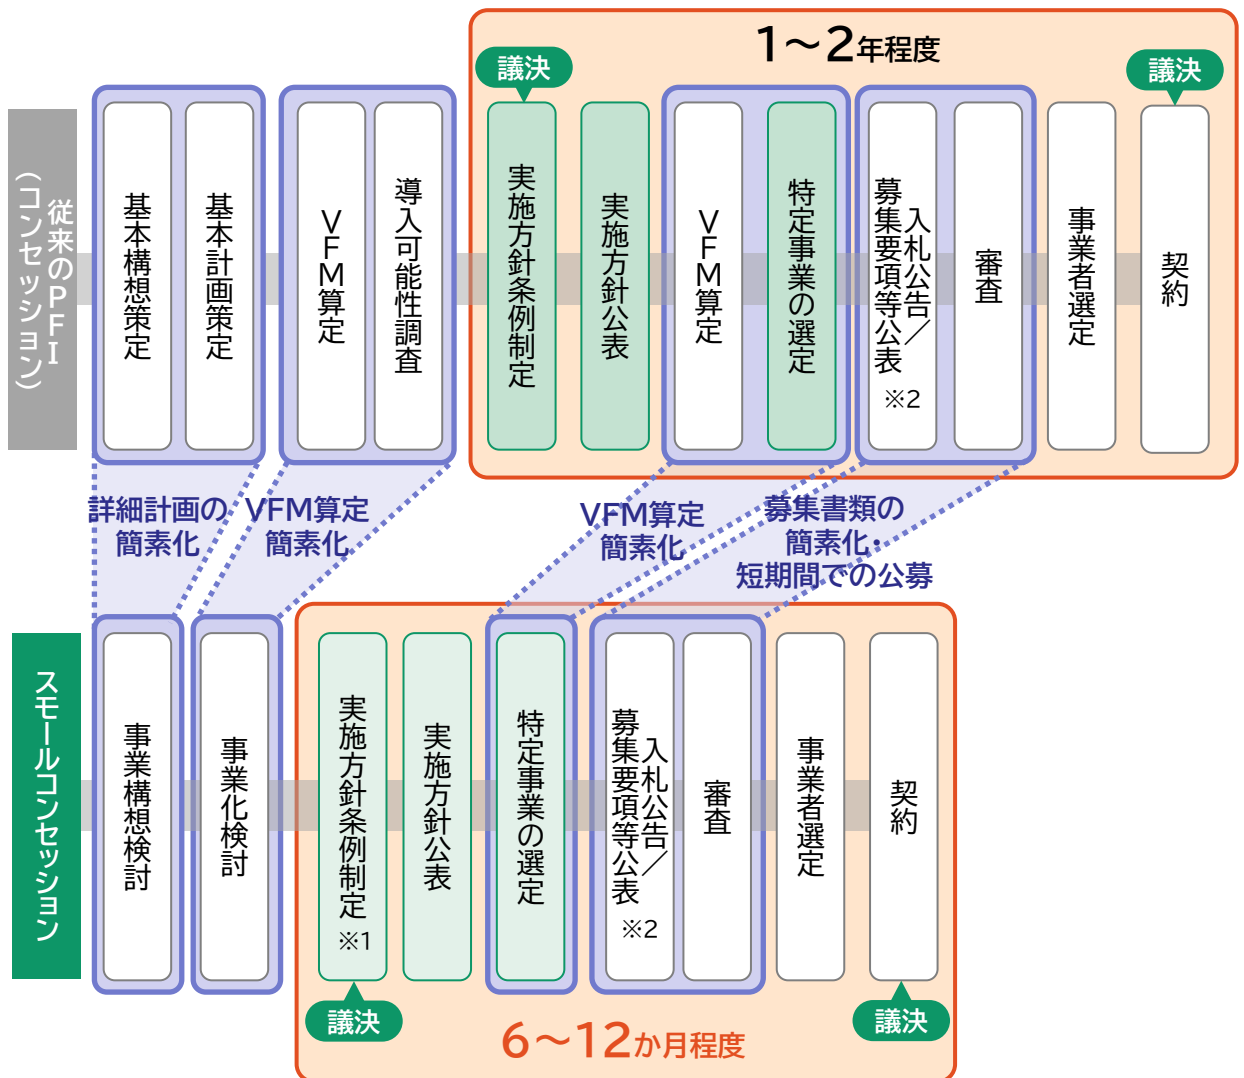 1～2年程度
議決
議決
従来のPFI
（コンセッション）
基本構想策定
基本計画策定
VFM算定
導入可能性調査
実施方針条例制定
実施方針公表
VFM算定
特定事業の選定
入札公告／
募集要項等公表
※2
審査
事業者選定
契約
詳細計画の
簡素化
VFM算定
簡素化
VFM算定
簡素化
募集書類の
簡素化・
短期間での公募
スモールコンセッション
事業構想検討
事業化検討
実施方針条例制定
※1
実施方針公表
特定事業の選定
入札公告／
募集要項等公表
※2
審査
事業者選定
契約
議決
議決
6～12か月程度